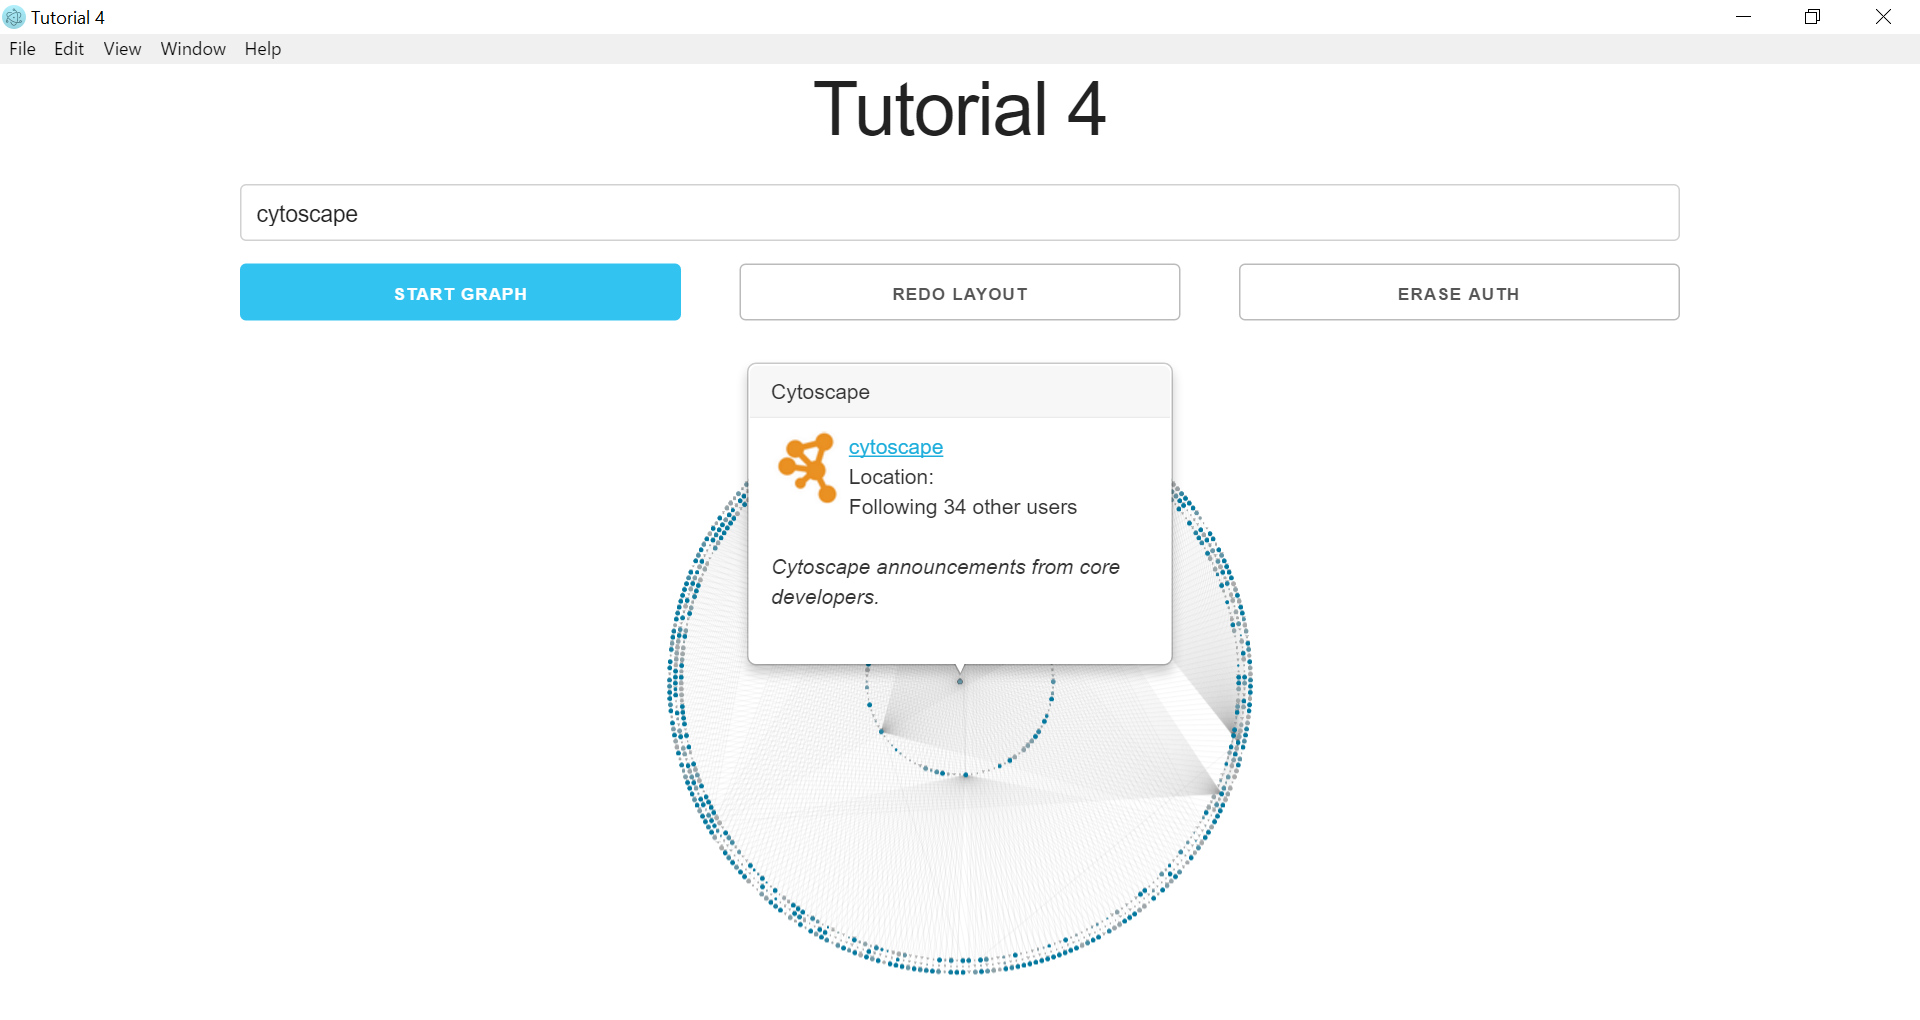 Tutorial 4
File Edit View Window Help
Tutorial 4
cytoscape
START GRAPH
REDO LAYOUT
ERASE AUTH
Cytoscape
cytoscape
Location:
Following 34 other users
Cytoscape announcements from core
developers.